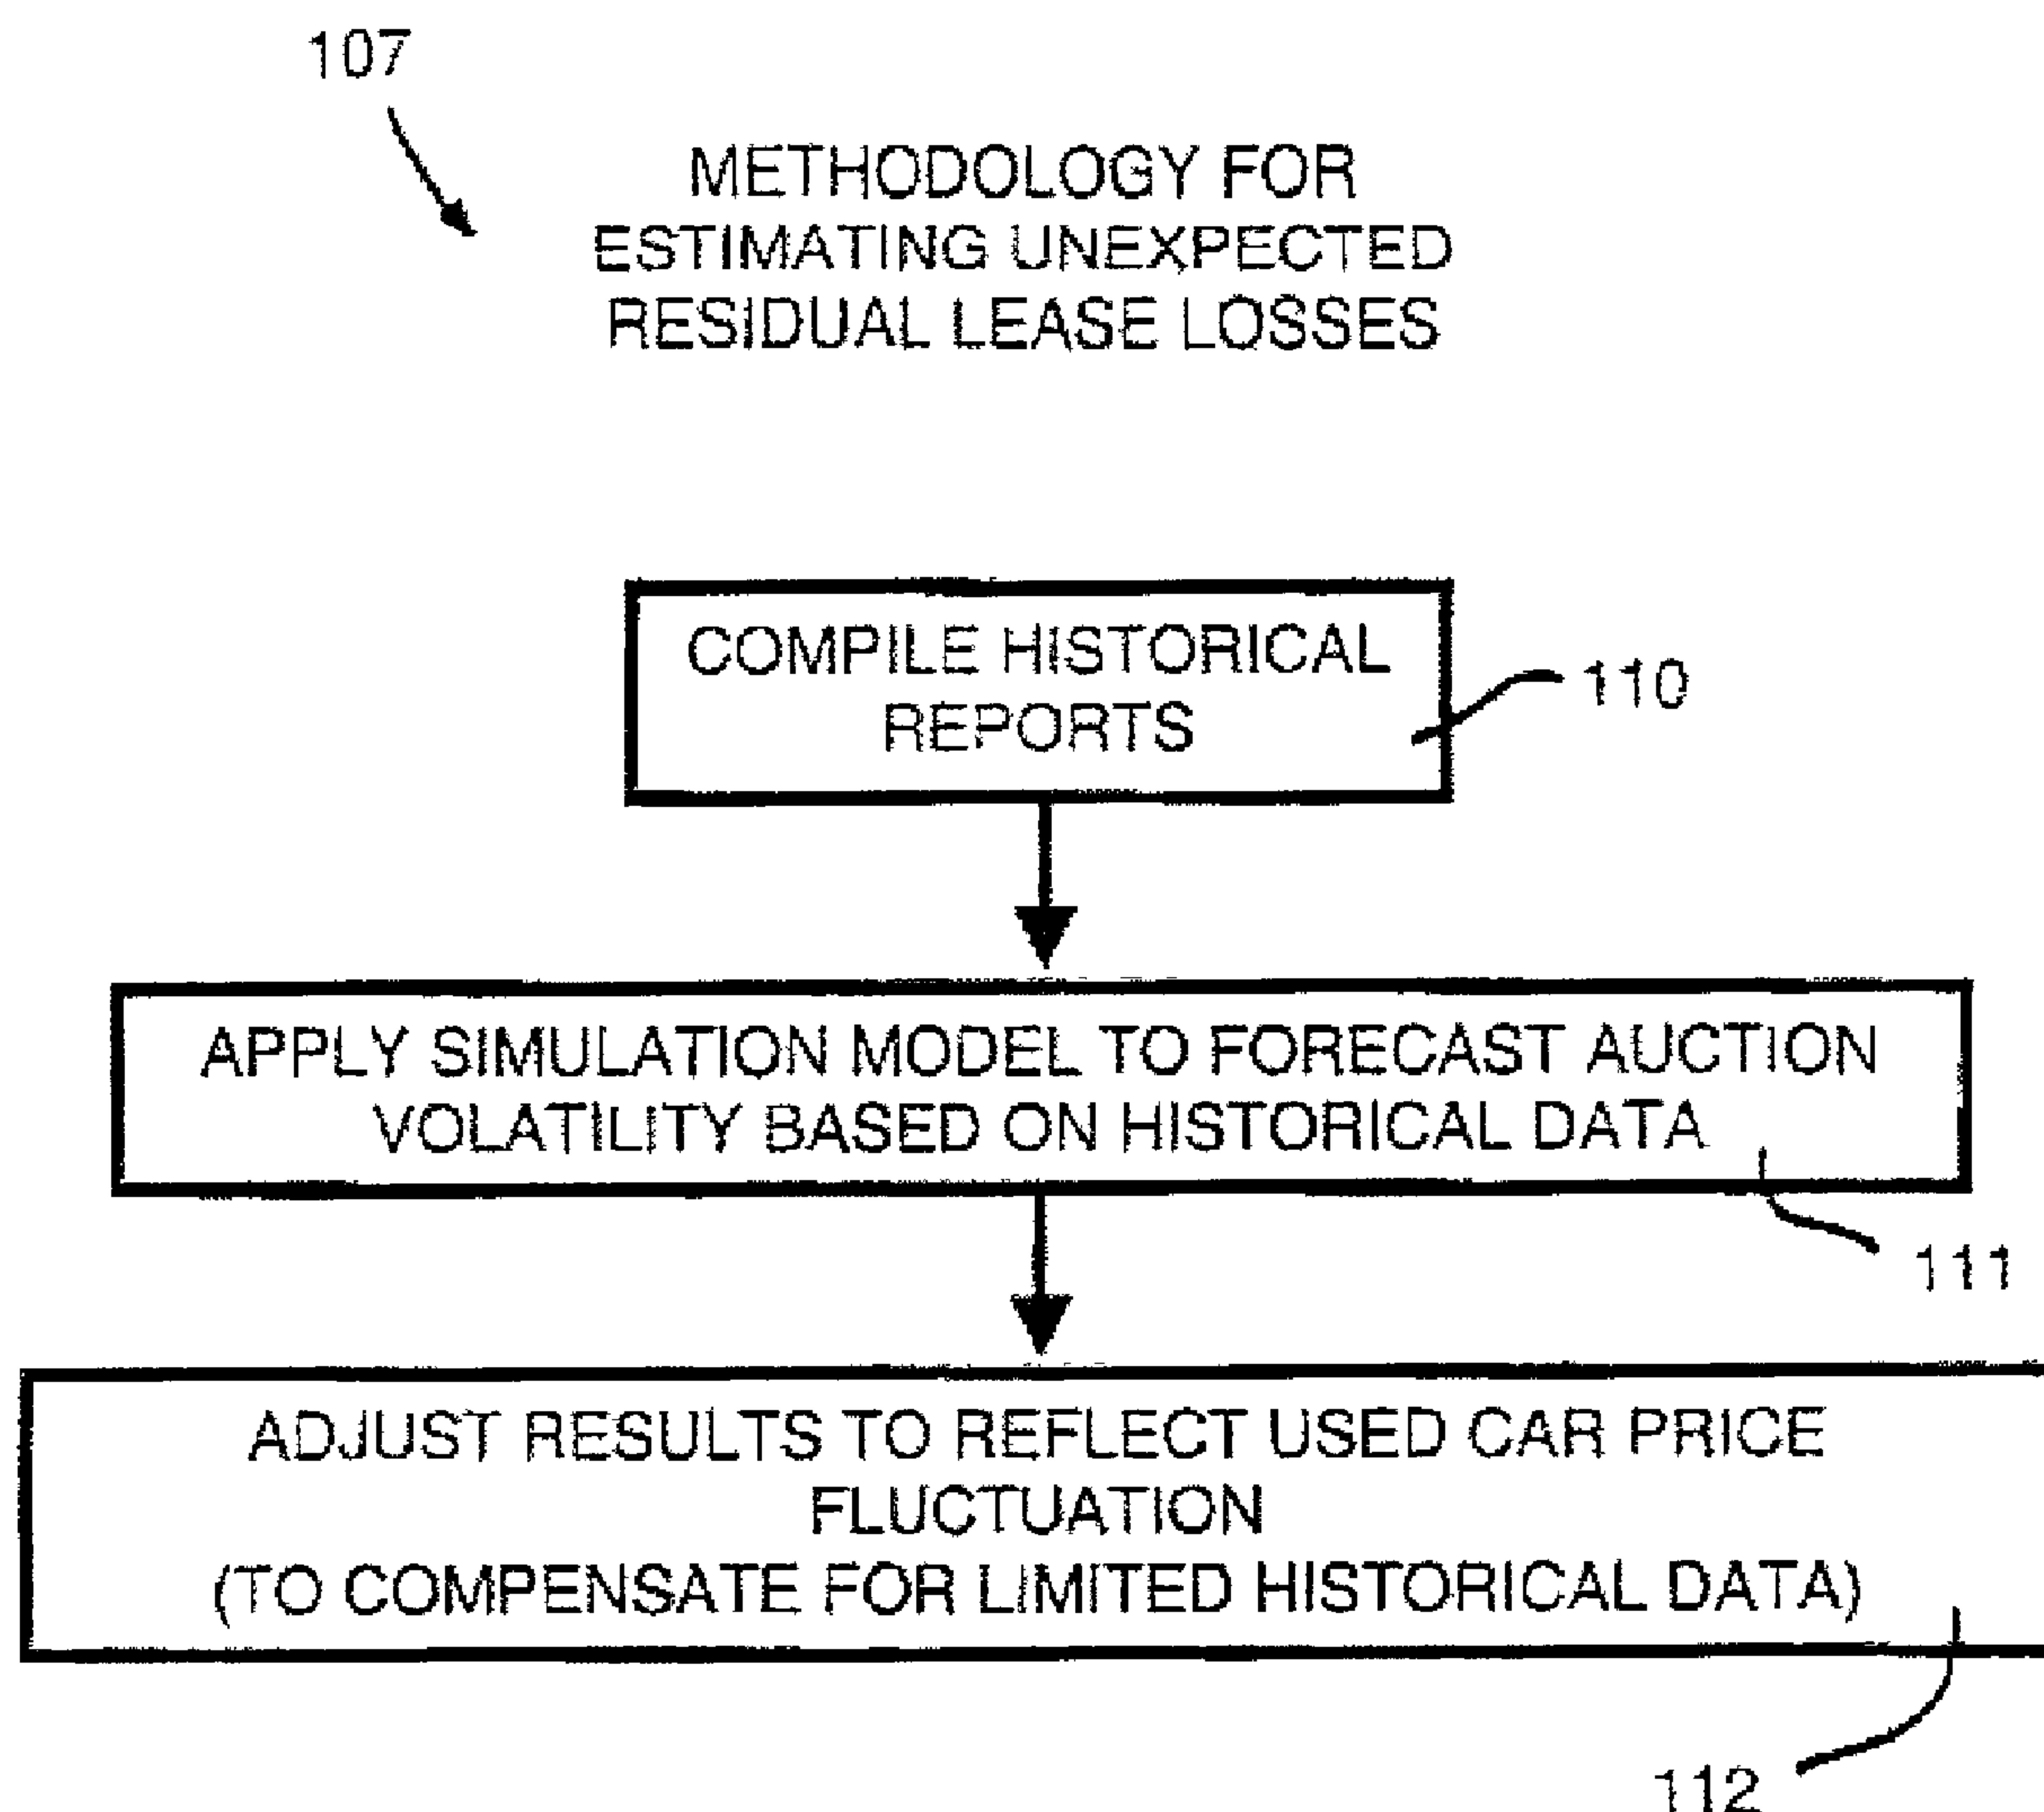 107
METHODOLOGY FOR
ESTIMATING UNEXPECTED
RESIDUAL LEASE LOSSES
COMPILE HISTORICAL
REPORTS
110
APPLY SIMULATION MODEL TO FORECAST AUCTION
VOLATILITY BASED ON HISTORICAL DATA
111
ADJUST RESULTS TO REFLECT USED CAR PRICE
FLUCTUATION
(TO COMPENSATE FOR LIMITED HISTORICAL DATA)
112